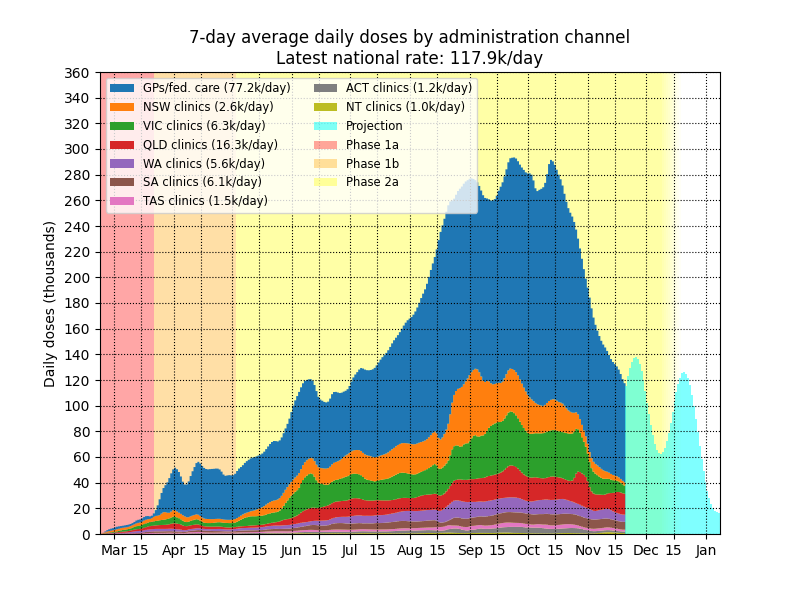 7-day average daily doses by administration channel
Latest national rate: 117.9k/day
Daily doses (thousands)
360
340
320
300
280
260
240
220
200
180
160
140
120
100
80
60
40
20
0
GPs/fed. care (77.2k/day)
NSW clinics (2.6k/day)
VIC clinics (6.3k/day)
QLD clinics (16.3k/day)
WA clinics (5.6k/day)
SA clinics (6.1k/day)
TAS clinics (1.5k/day)
ACT clinics (1.2k/day)
NT clinics (1.0k/day)
Projection
Phase 1a
Phase 1b
Phase 2a
Mar 15 Apr 15 May 15 Jun 15 Jul 15 Aug 15 Sep 15 Oct 15 Nov 15 Dec 15 Jan